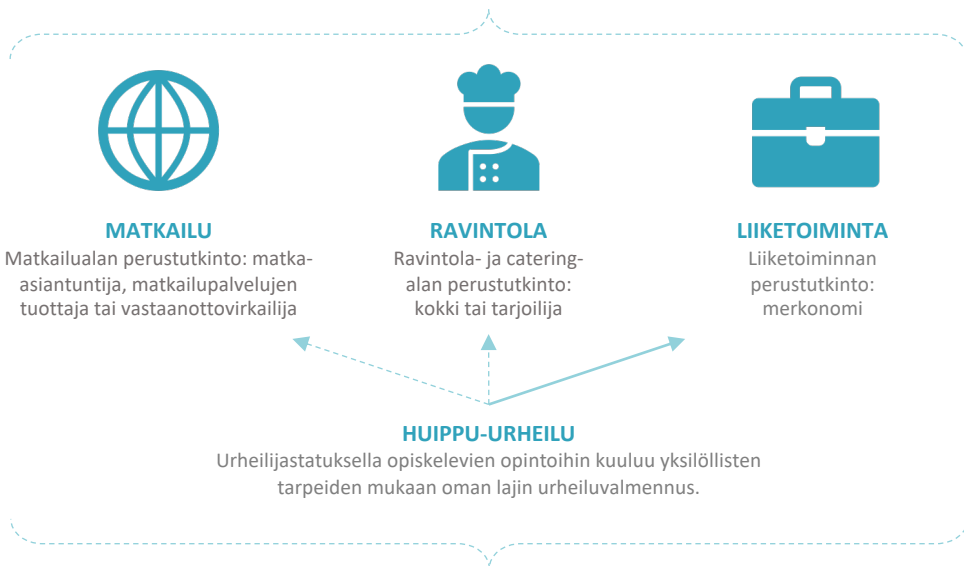 MATKAILU
Matkailualan perustutkinto: matka-
asiantuntija, matkailupalvelujen
tuottaja tai vastaanottovirkailija
RAVINTOLA
Ravintola- ja catering-
alan perustutkinto:
kokki tai tarjoilija
LIIKETOIMINTA
Liiketoiminnan
perustutkinto:
merkonomi
HUIPPU-URHEILU
Urheilijastatuksella opiskelevien opintoihin kuuluu yksilöllisten
tarpeiden mukaan oman lajin urheiluvalmennus.